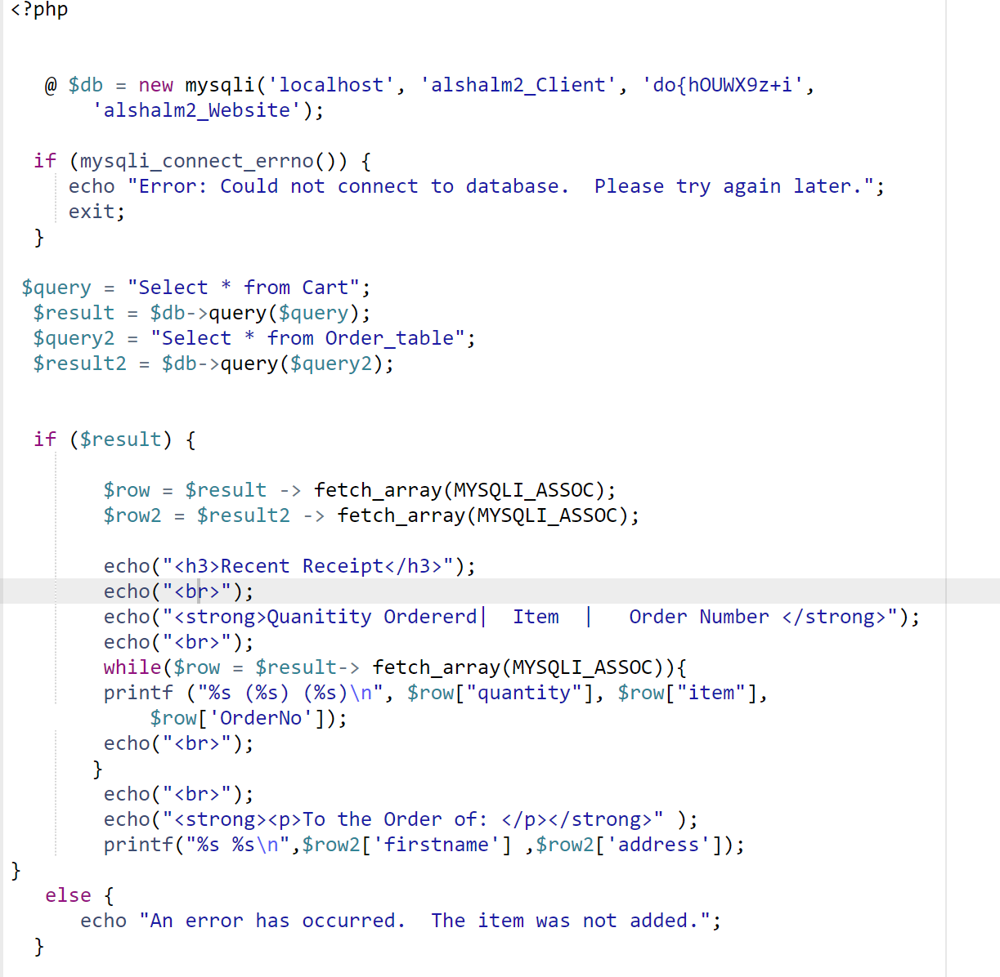 <?php
@ $db = new mysqli('localhost', 'alshalm2_Client', 'do{hOUWX9z+i',
'alshalm2_Website');
if (mysqli_connect_errno()) {
echo "Error: Could not connect to database.  Please try again later.";
exit;
}
$query = "Select * from Cart";
$result = $db->query($query);
$query2 = "Select * from Order_table";
$result2 = $db->query($query2);
if ($result) {
$row = $result -> fetch_array(MYSQLI_ASSOC);
$row2 = $result2 -> fetch_array(MYSQLI_ASSOC);
echo("<h3>Recent Receipt</h3>");
echo("<br>");
echo("<strong>Quanitity Ordererd|  Item  |   Order Number </strong>");
echo("<br>");
while($row = $result-> fetch_array(MYSQLI_ASSOC)){
printf ("%s (%s) (%s)\n", $row["quantity"], $row["item"],
$row['OrderNo']);
echo("<br>");
}
echo("<br>");
echo("<strong><p>To the Order of: </p></strong>" );
printf("%s %s\n",$row2['firstname'] ,$row2['address']);
}
else {
echo "An error has occurred.  The item was not added.";
}